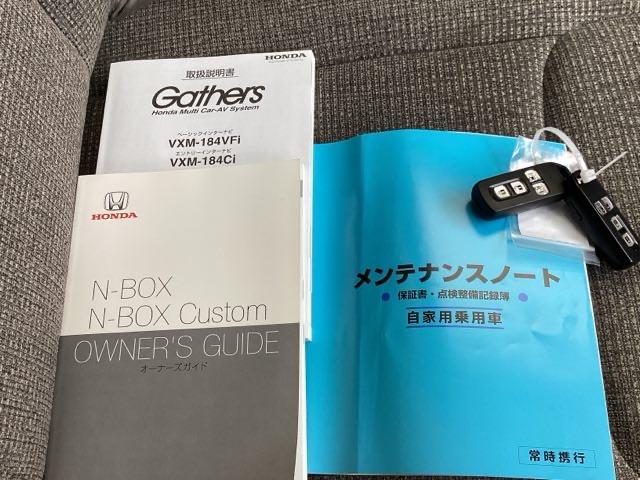 取扱説明書
HONDA
Gathers
Honda Multi Car-AV System
ベーシックインターナビ
VXM-184VFi
エントリーインターナビ
VXM-184Ci
HONDA
N-BOX
N-BOX Custom
OWNER'S GUIDE
オーナーズガイド
メンテナンスノート
保証書・点検整備記録簿
自家用乗用車
常時携行